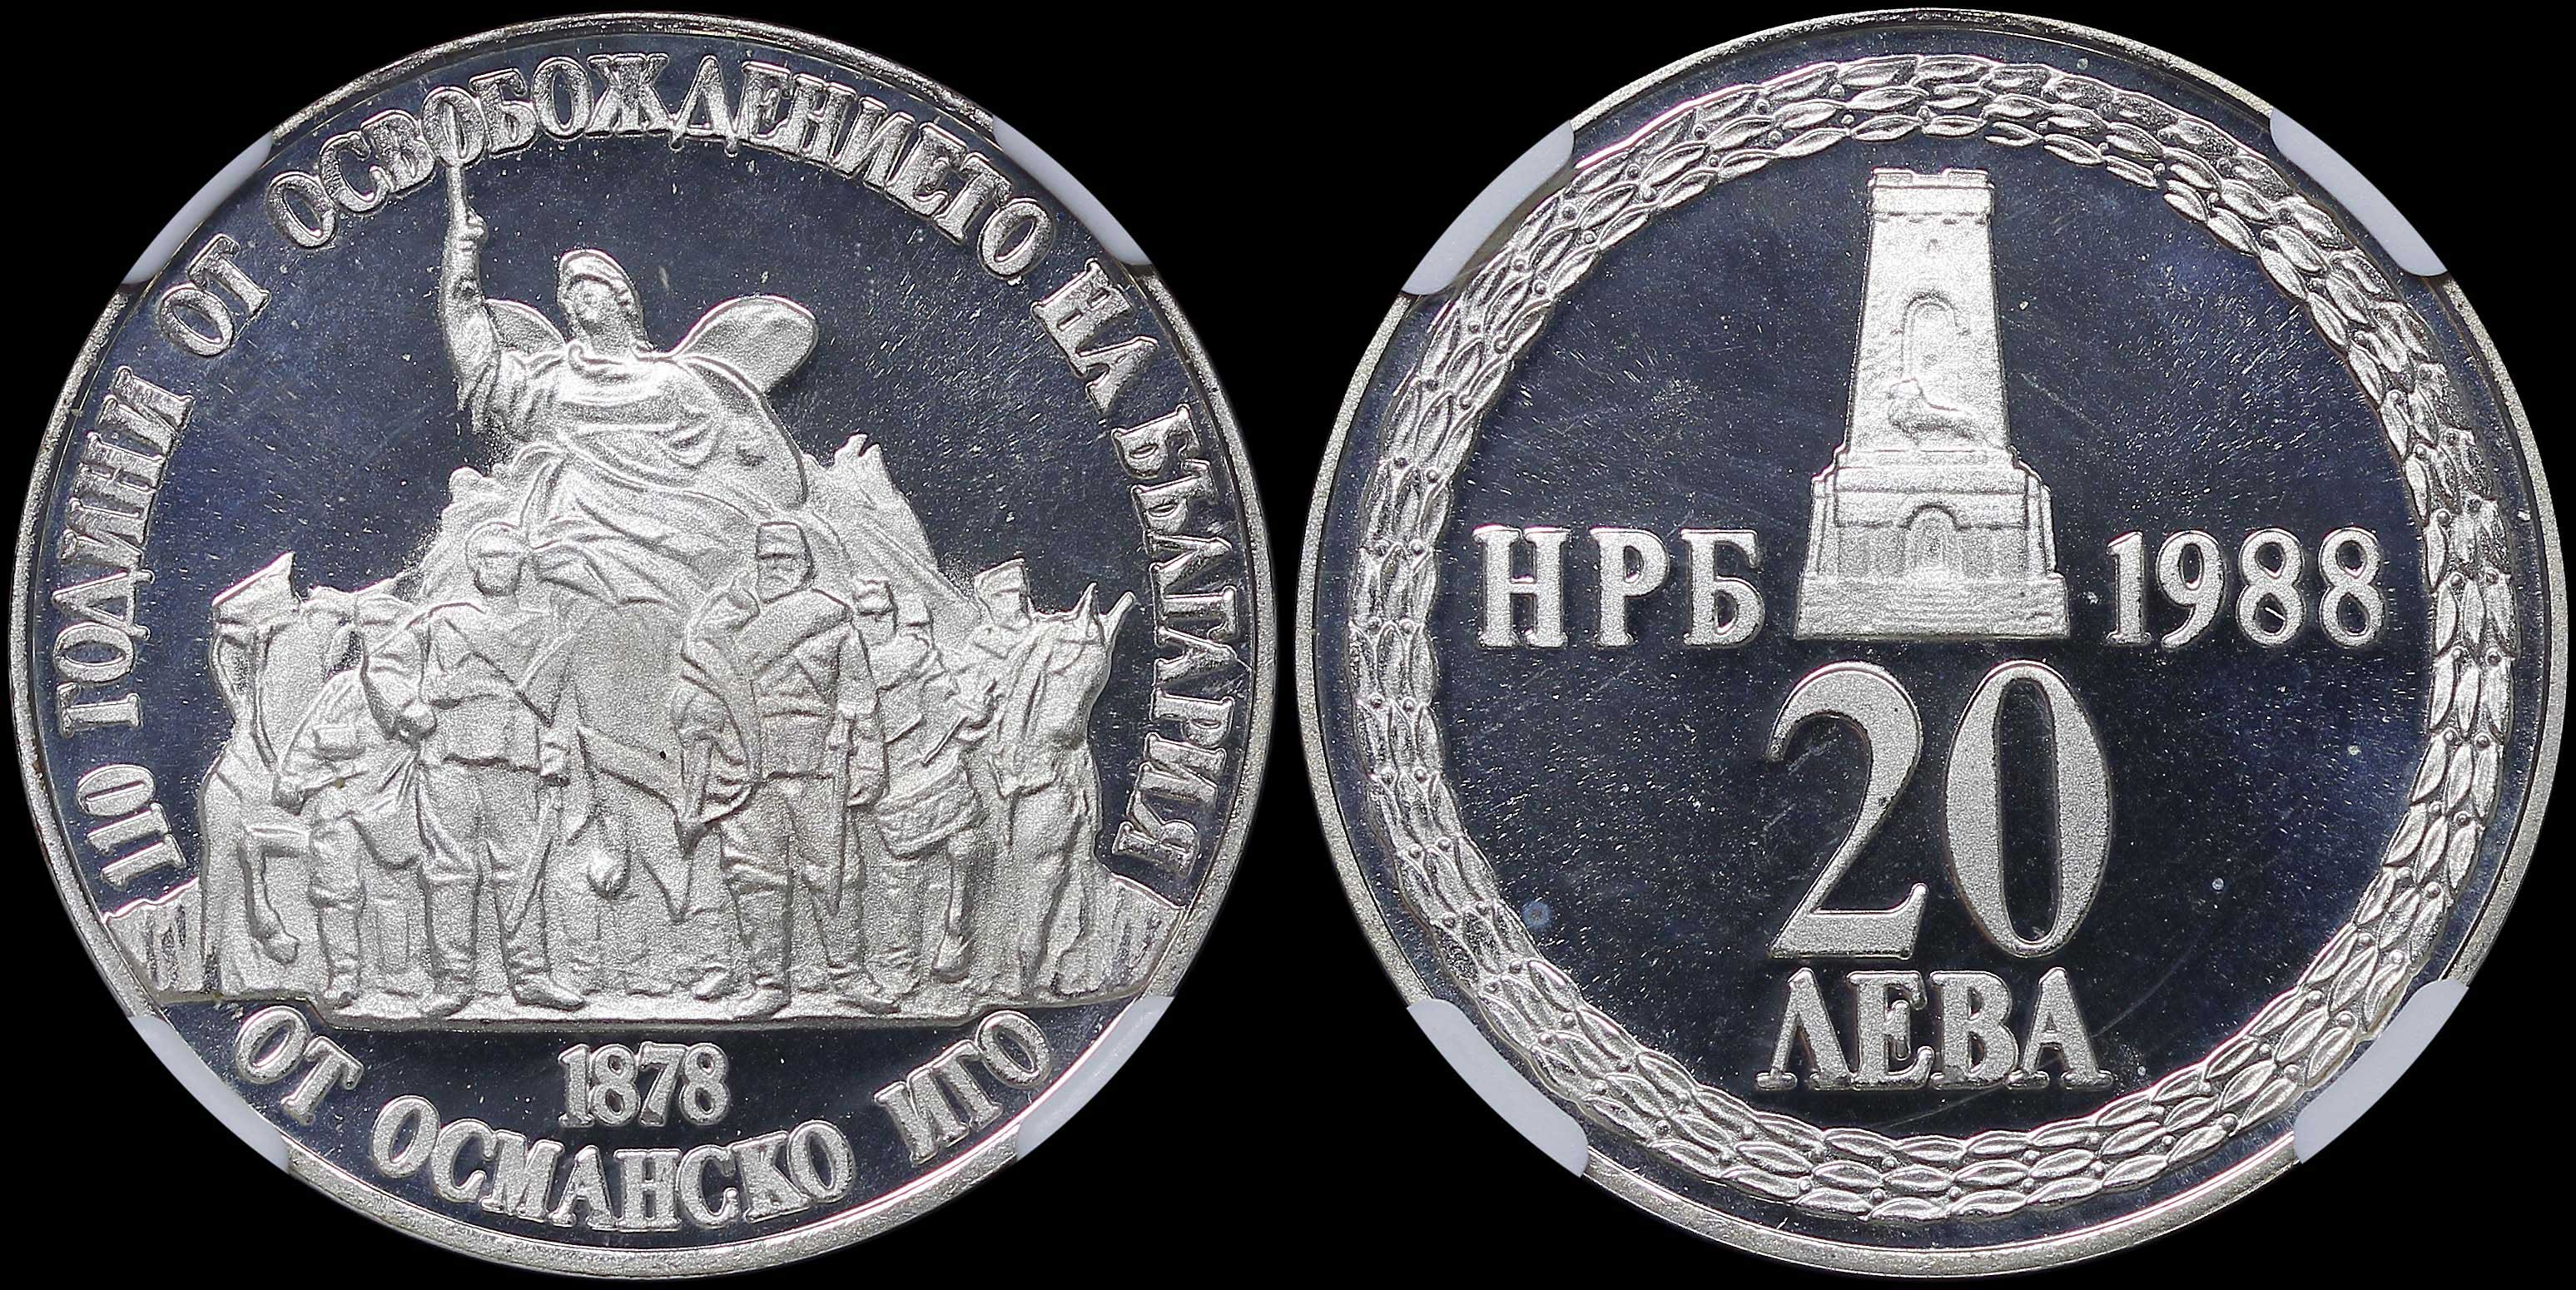 110 ГОДИНИ ОТ ОСВОБОЖДЕНИЕТО НА БЪЛГАРИЯ
1878
ОТ ОСМАНСКО ИГО
НРБ 1988
20
ЛЕВА